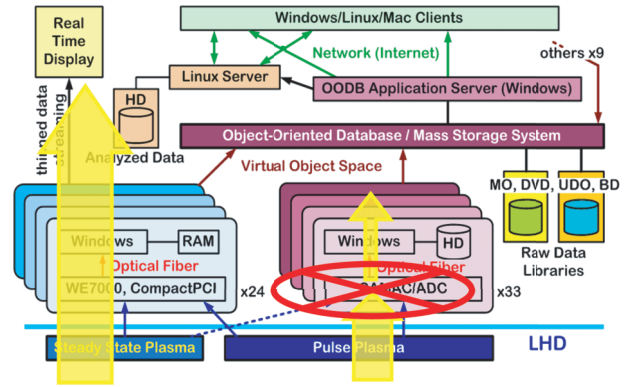 Real
Time
Display
Windows/Linux/Mac Clients
Network (Internet)
others x9
Linux Server
OODB Application Server (Windows)
HD
thinned data
streaming
Analyzed Data
Object-Oriented Database / Mass Storage System
Virtual Object Space
MO, DVD, UDO, BD
Raw Data
Libraries
Windows
RAM
Optical Fiber
WE7000, CompactPCI
x24
Windows
HD
Optical Fiber
CAMAC/ADC
x33
Steady State Plasma
Pulse Plasma
LHD